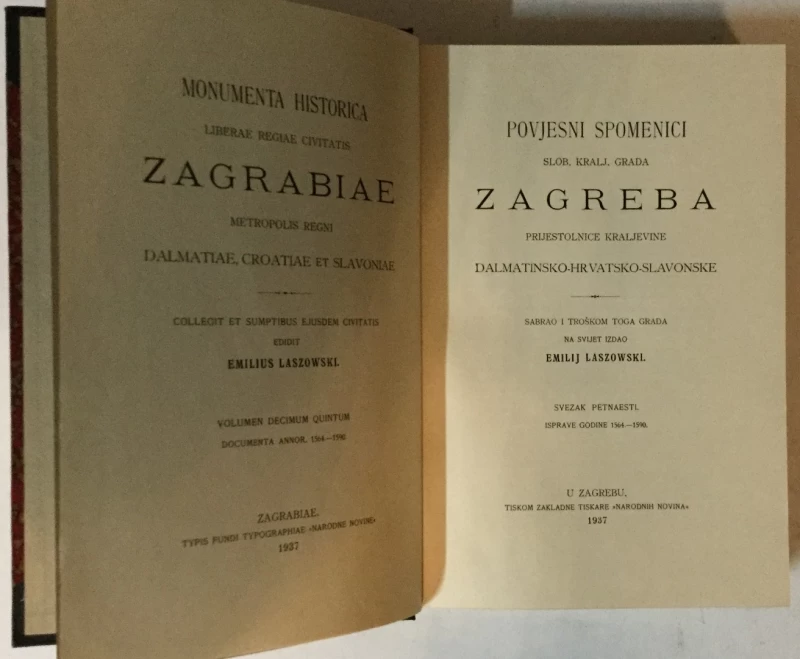 MONUMENTA HISTORICA
LIBERAE REGIAE CIVITATIS
ZAGRABIAE
METROPOLIS REGNI
DALMATIAE, CROATIAE ET SLAVONIAE
COLLEGIT ET SUMPTIBUS EJUSDEM CIVITATIS
EDIDIT
EMILIUS LASZOWSKI.
VOLUMEN DECIMUM QUINTUM
DOCUMENTA ANNOR. 1564—1590
ZAGRABIAE.
TYPIS FUNDI TYPOGRAPHIAE »NARODNE NOVINE«
1937
POVJESNI SPOMENICI
SLOB. KRALJ. GRADA
ZAGREBA
PRIJESTOLNICE KRALJEVINE
DALMATINSKO-HRVATSKO-SLAVONSKE
SABRAO I TROŠKOM TOGA GRADA
NA SVIJET IZDAO
EMILIJ LASZOWSKI.
SVEZAK PETNAESTI.
ISPRAVE GODINE 1564—1590.
U ZAGREBU,
TISKOM ZAKLADNE TISKARE »NARODNIH NOVINA«
1937